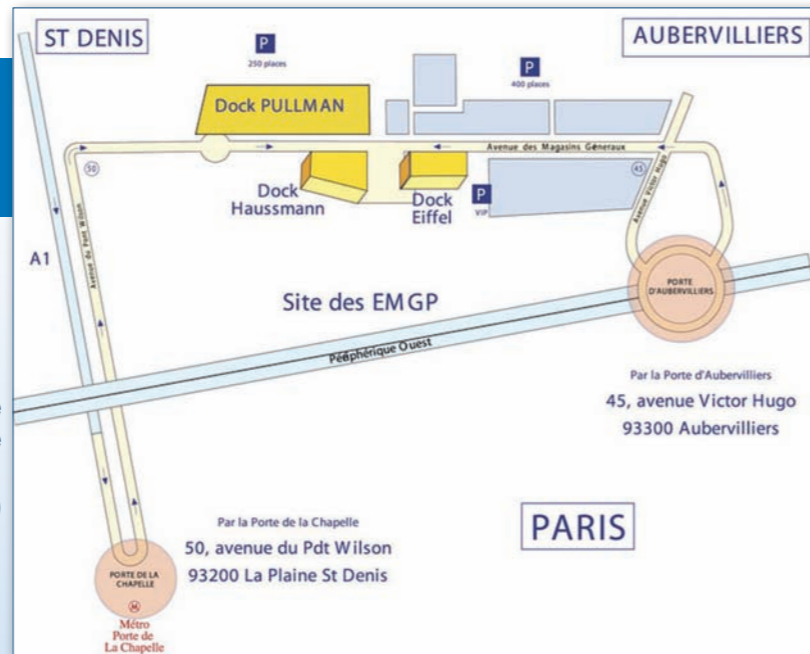 ST DENIS
P
250 places
P
400 places
AUBERVILLIERS
Dock PULLMAN
Avenue des Magasins Géneraux
50
45
Dock
Haussmann
Dock
Eiffel
P
VIP
Avenue Victor Hugo
Avenue du Pdnt Wilson
A1
PORTE
D'AUBERVILLIERS
Site des EMGP
Périphérique Ouest
Par la Porte d'Aubervilliers
45, avenue Victor Hugo
93300 Aubervilliers
Par la Porte de la Chapelle
50, avenue du Pdt Wilson
93200 La Plaine St Denis
PARIS
PORTE DE LA
CHAPELLE
M
Métro
Porte de
La Chapelle